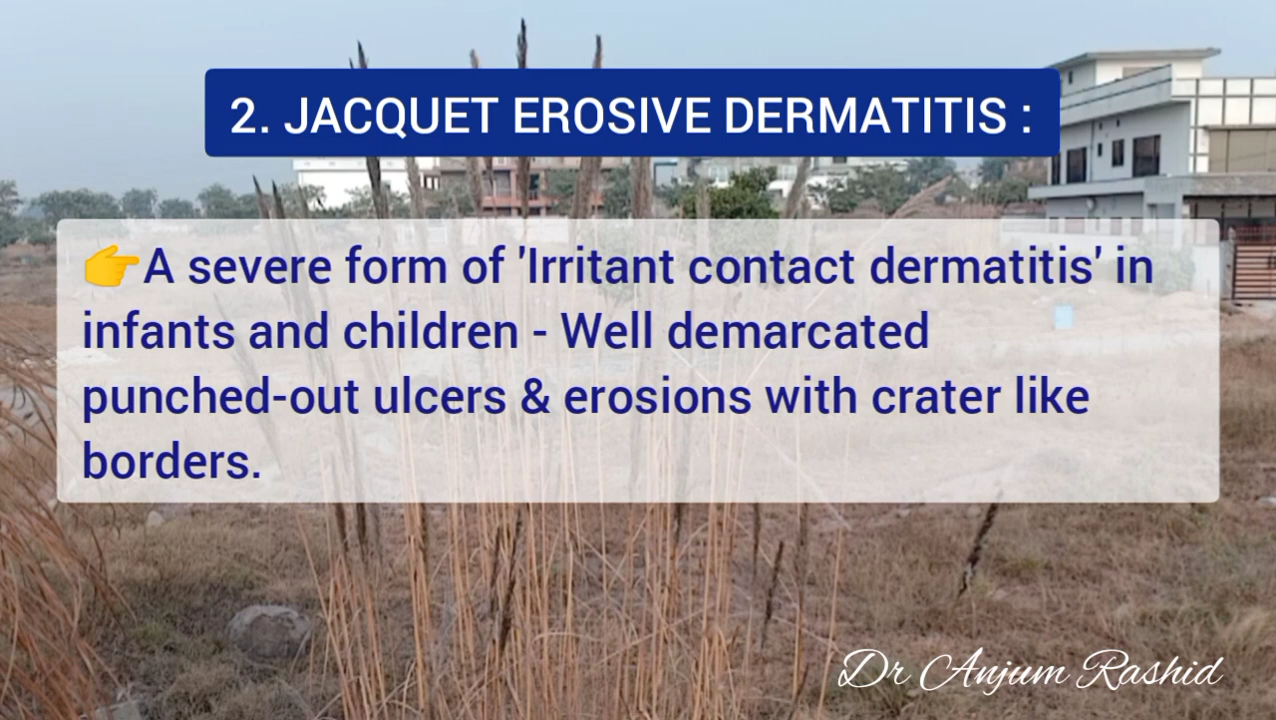 2. JACQUET EROSIVE DERMATITIS :
👉A severe form of 'Irritant contact dermatitis' in
infants and children - Well demarcated
punched-out ulcers & erosions with crater like
borders.
Dr Anjum Rashid